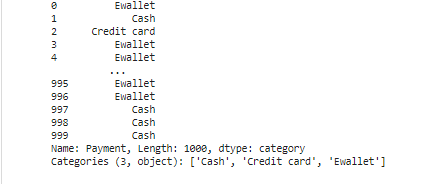 0 Ewallet
1 Cash
2 Credit card
3 Ewallet
4 Ewallet
...
995 Ewallet
996 Ewallet
997 Cash
998 Cash
999 Cash
Name: Payment, Length: 1000, dtype: category
Categories (3, object): ['Cash', 'Credit card', 'Ewallet']